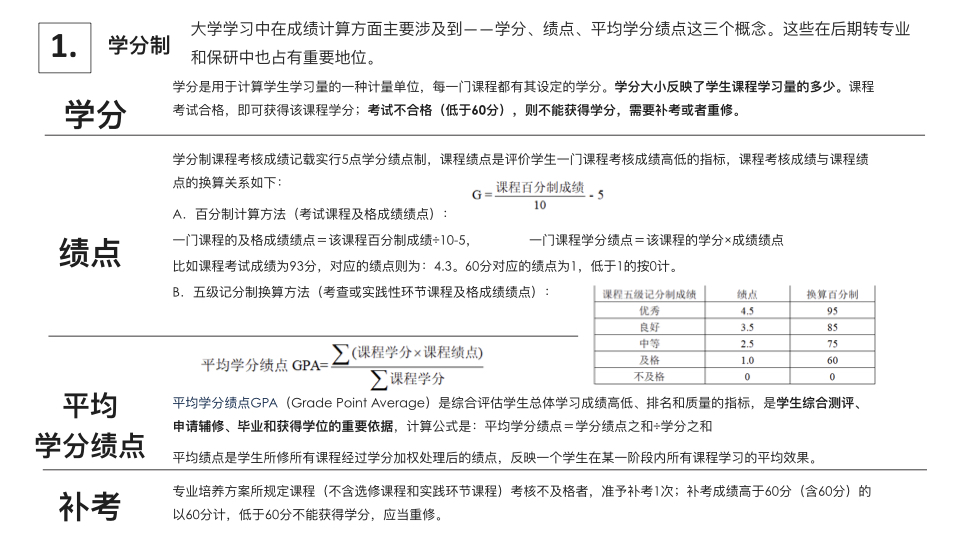 1.
学分制
大学学习中在成绩计算方面主要涉及到——学分、绩点、平均学分绩点这三个概念。这些在后期转专业
和保研中也占有重要地位。
学分
学分是用于计算学生学习量的一种计量单位，每一门课程都有其设定的学分。学分大小反映了学生课程学习量的多少。课程
考试合格，即可获得该课程学分；考试不合格（低于60分），则不能获得学分，需要补考或者重修。
绩点
学分制课程考核成绩记载实行5点学分绩点制，课程绩点是评价学生一门课程考核成绩高低的指标，课程考核成绩与课程绩
点的换算关系如下：
G = 课程百分制成绩 / 10 - 5
A. 百分制计算方法（考试课程及格成绩绩点）：
一门课程的及格成绩绩点＝该课程百分制成绩÷10-5， 一门课程学分绩点＝该课程的学分×成绩绩点
比如课程考试成绩为93分，对应的绩点则为：4.3。60分对应的绩点为1，低于1的按0计。
B. 五级记分制换算方法（考查或实践性环节课程及格成绩绩点）：
课程五级记分制成绩 绩点 换算百分制
优秀 4.5 95
良好 3.5 85
中等 2.5 75
及格 1.0 60
不及格 0 0
平均学分绩点 GPA= ∑(课程学分×课程绩点) / ∑课程学分
平均
学分绩点
平均学分绩点GPA（Grade Point Average）是综合评估学生总体学习成绩高低、排名和质量的指标，是学生综合测评、
申请辅修、毕业和获得学位的重要依据，计算公式是：平均学分绩点＝学分绩点之和÷学分之和
平均绩点是学生所修所有课程经过学分加权处理后的绩点，反映一个学生在某一阶段内所有课程学习的平均效果。
补考
专业培养方案所规定课程（不含选修课程和实践环节课程）考核不及格者，准予补考1次；补考成绩高于60分（含60分）的
以60分计，低于60分不能获得学分，应当重修。